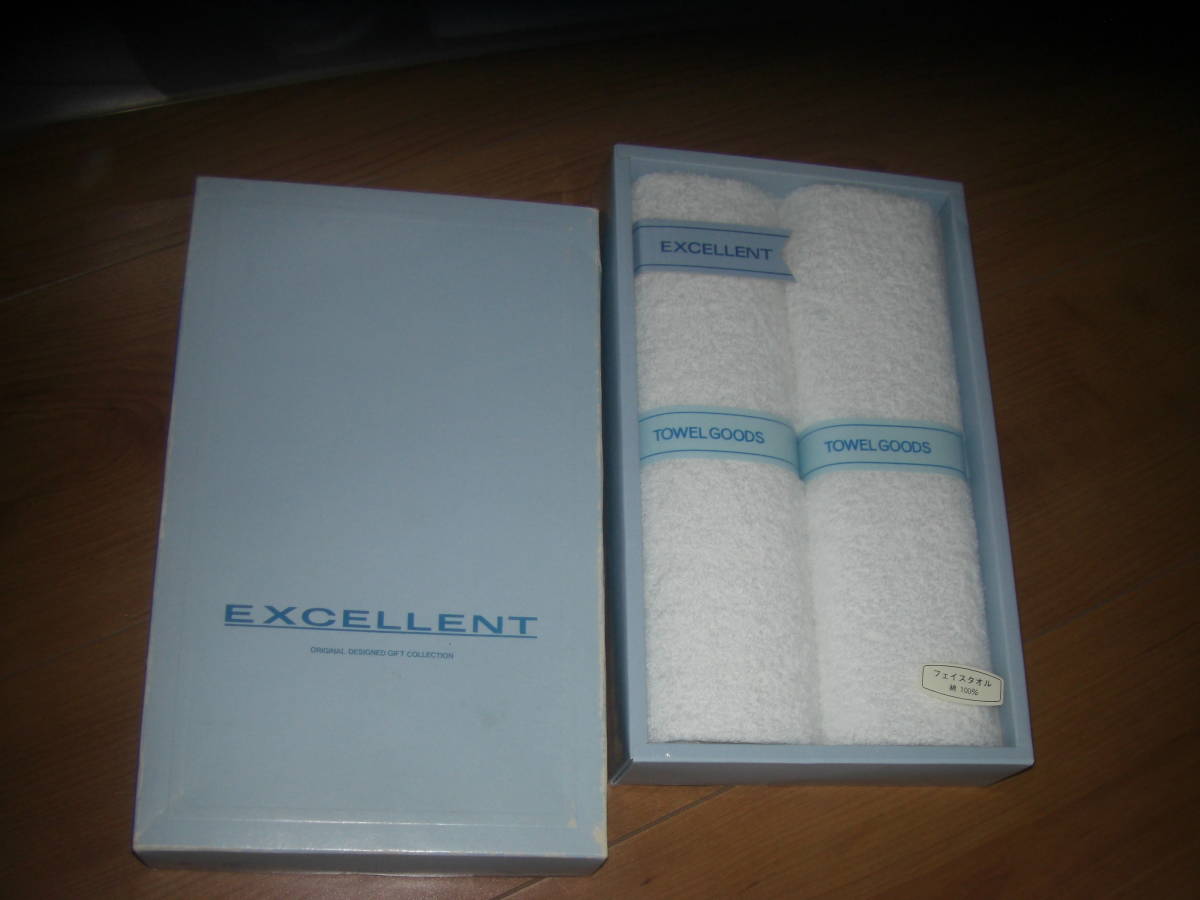 EXCELLENT
ORIGINAL DESIGNED GIFT COLLECTION
EXCELLENT
TOWEL GOODS
TOWEL GOODS
フェイスタオル
綿 100%